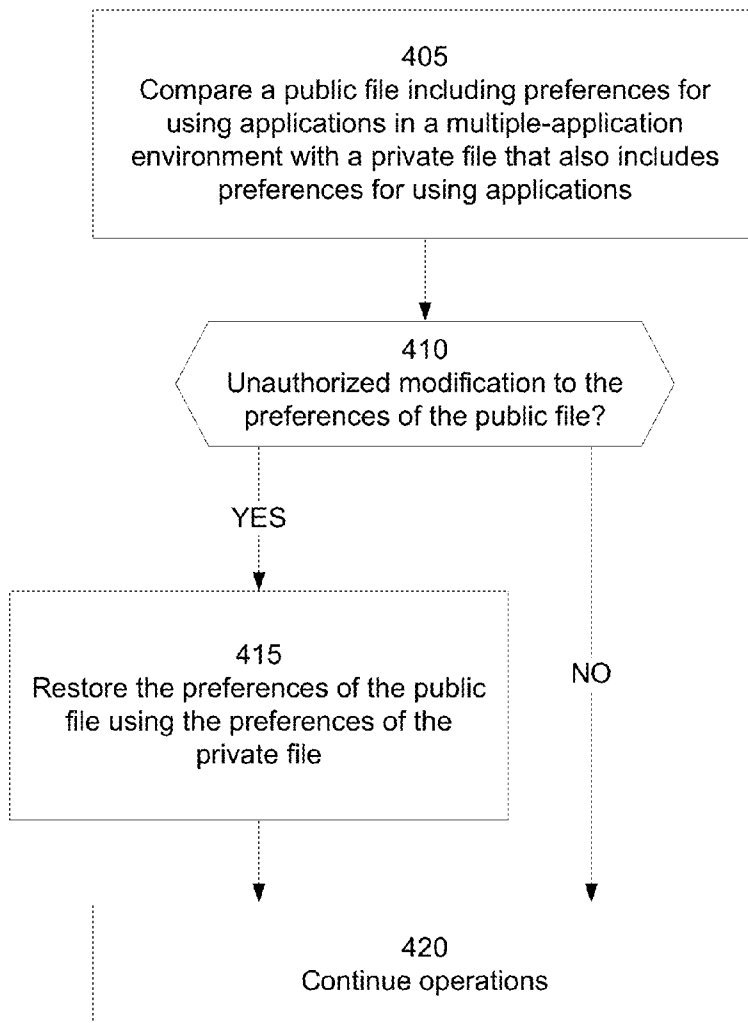 405
Compare a public file including preferences for
using applications in a multiple-application
environment with a private file that also includes
preferences for using applications
410
Unauthorized modification to the
preferences of the public file?
YES
NO
415
Restore the preferences of the public
file using the preferences of the
private file
420
Continue operations